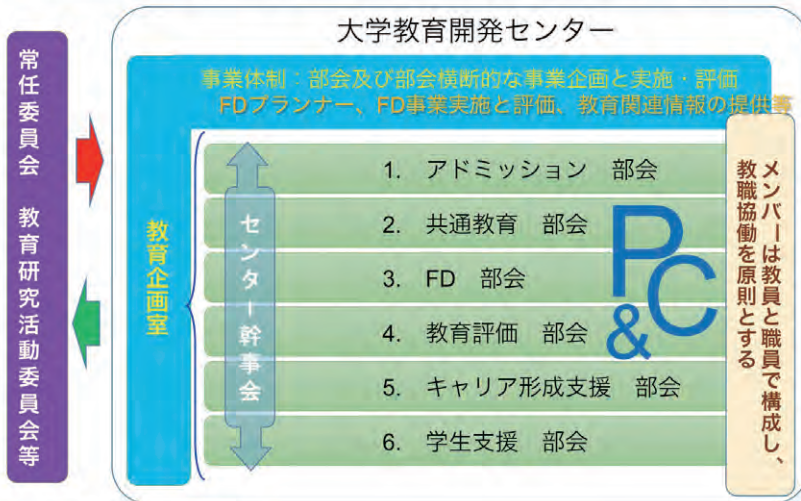 大学教育開発センター
常任委員会 教育研究活動委員会等
事業体制：部会及び部会横断的な事業企画と実施・評価
FDプランナー、FD事業実施と評価、教育関連情報の提供等
教育企画室
センター幹事会
1. アドミッション 部会
2. 共通教育 部会
3. FD 部会
4. 教育評価 部会
5. キャリア形成支援 部会
6. 学生支援 部会
P&C
メンバーは教員と職員で構成し、
教職協働を原則とする